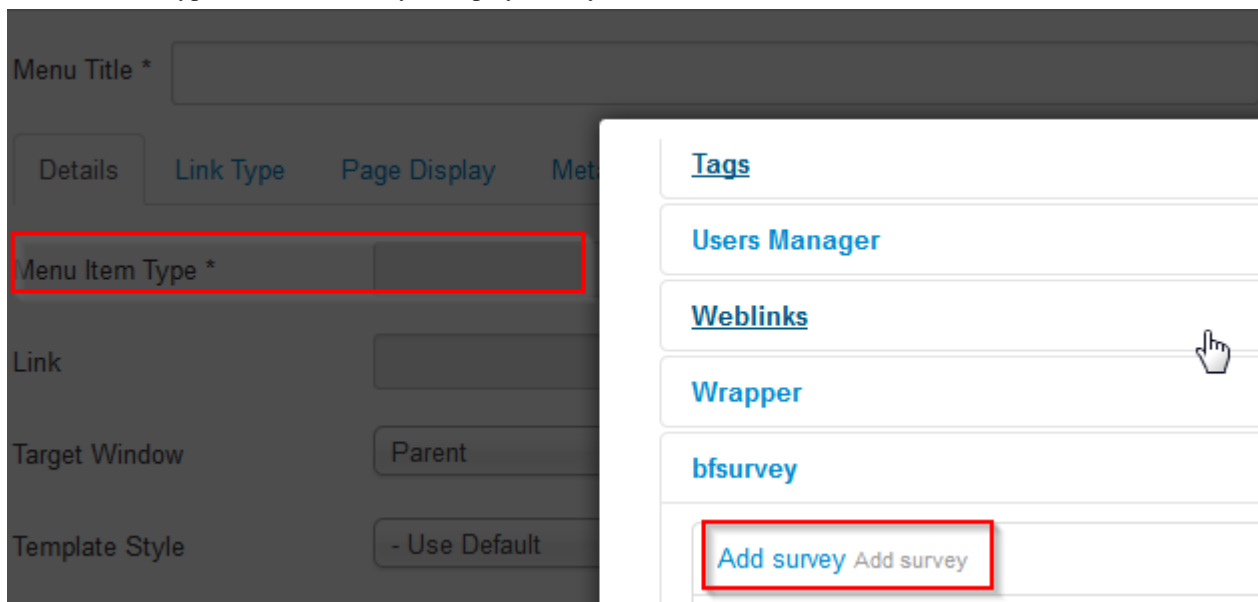 Menu Title *
Details Link Type Page Display Met
Tags
Users Manager
Menu Item Type *
Weblinks
Link
Wrapper
Target Window Parent
bfsurvey
Template Style - Use Default
Add survey Add survey